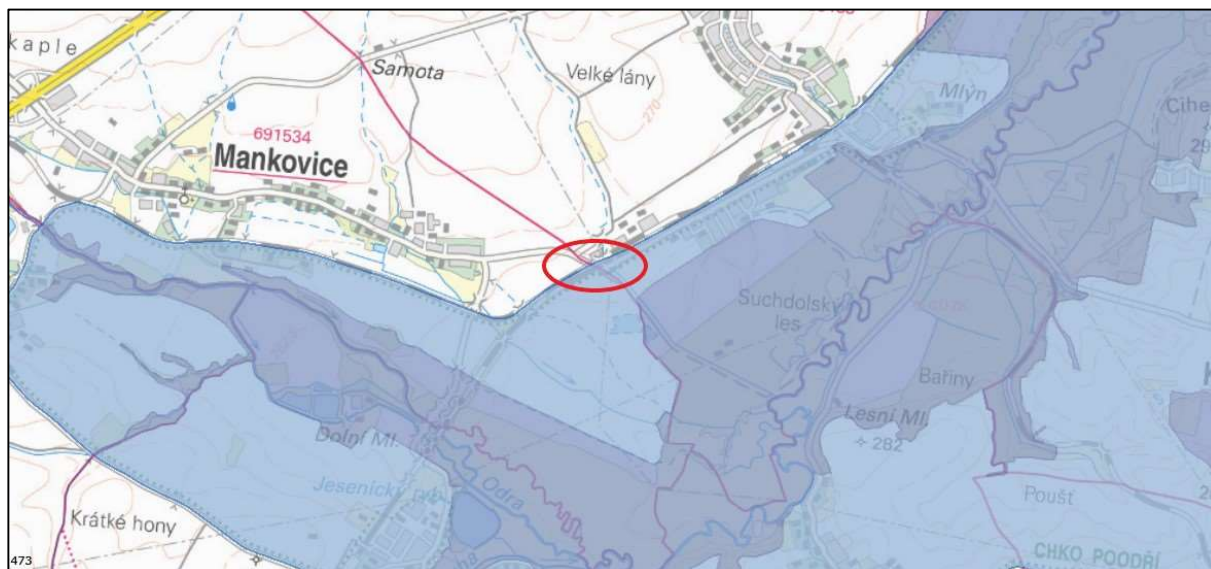 kaple
Samota
Velké lány
270
Mlýn
691534
Mankovice
Suchdolský
les
Bařiny
Lesní Ml.
282
Dolní Ml.
Jesenický
Odra
Poušť
Krátké hony
CHKO POODŘÍ
473